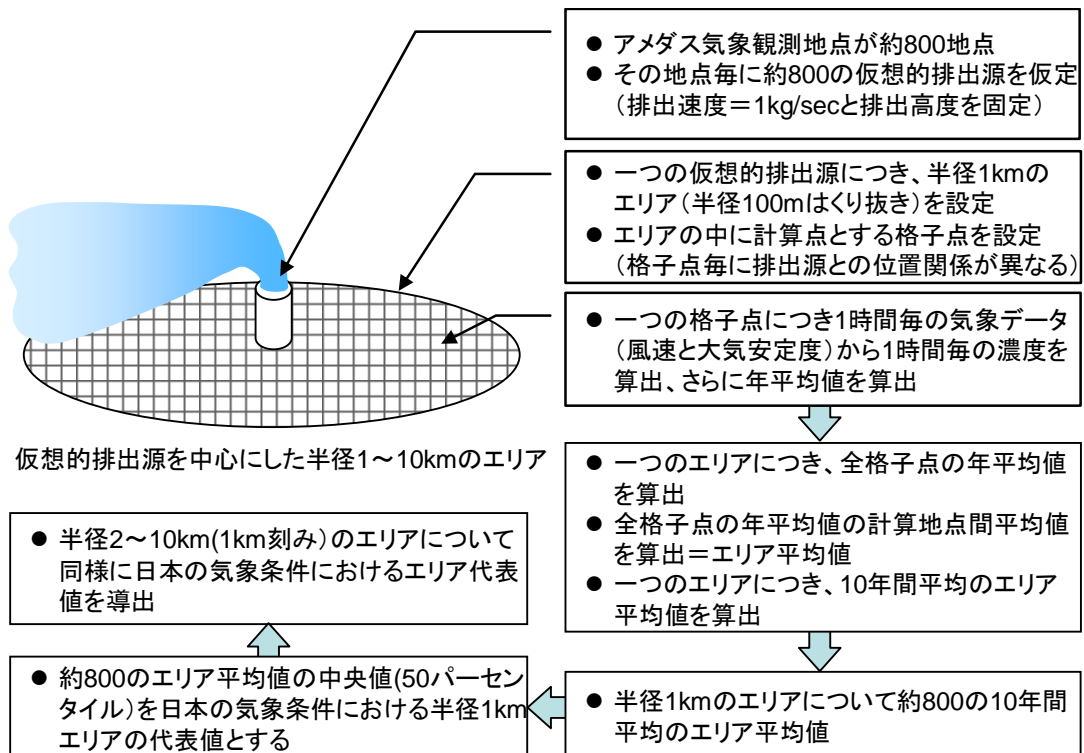 ● アメダス気象観測地点が約800地点
● その地点毎に約800の仮想的排出源を仮定
（排出速度＝1kg/secと排出高度を固定）
● 一つの仮想的排出源につき、半径1kmの
エリア（半径100mはくり抜き）を設定
● エリアの中に計算点とする格子点を設定
（格子点毎に排出源との位置関係が異なる）
● 一つの格子点につき1時間毎の気象データ
（風速と大気安定度）から1時間毎の濃度を
算出、さらに年平均値を算出
仮想的排出源を中心にした半径1～10kmのエリア
● 一つのエリアにつき、全格子点の年平均値
を算出
● 全格子点の年平均値の計算地点間平均値
を算出＝エリア平均値
● 一つのエリアにつき、10年間平均のエリア
平均値を算出
● 半径1kmのエリアについて約800の10年間
平均のエリア平均値
● 約800のエリア平均値の中央値(50パーセン
タイル）を日本の気象条件における半径1km
エリアの代表値とする
● 半径2～10km(1km刻み）のエリアについて
同様に日本の気象条件におけるエリア代表
値を導出